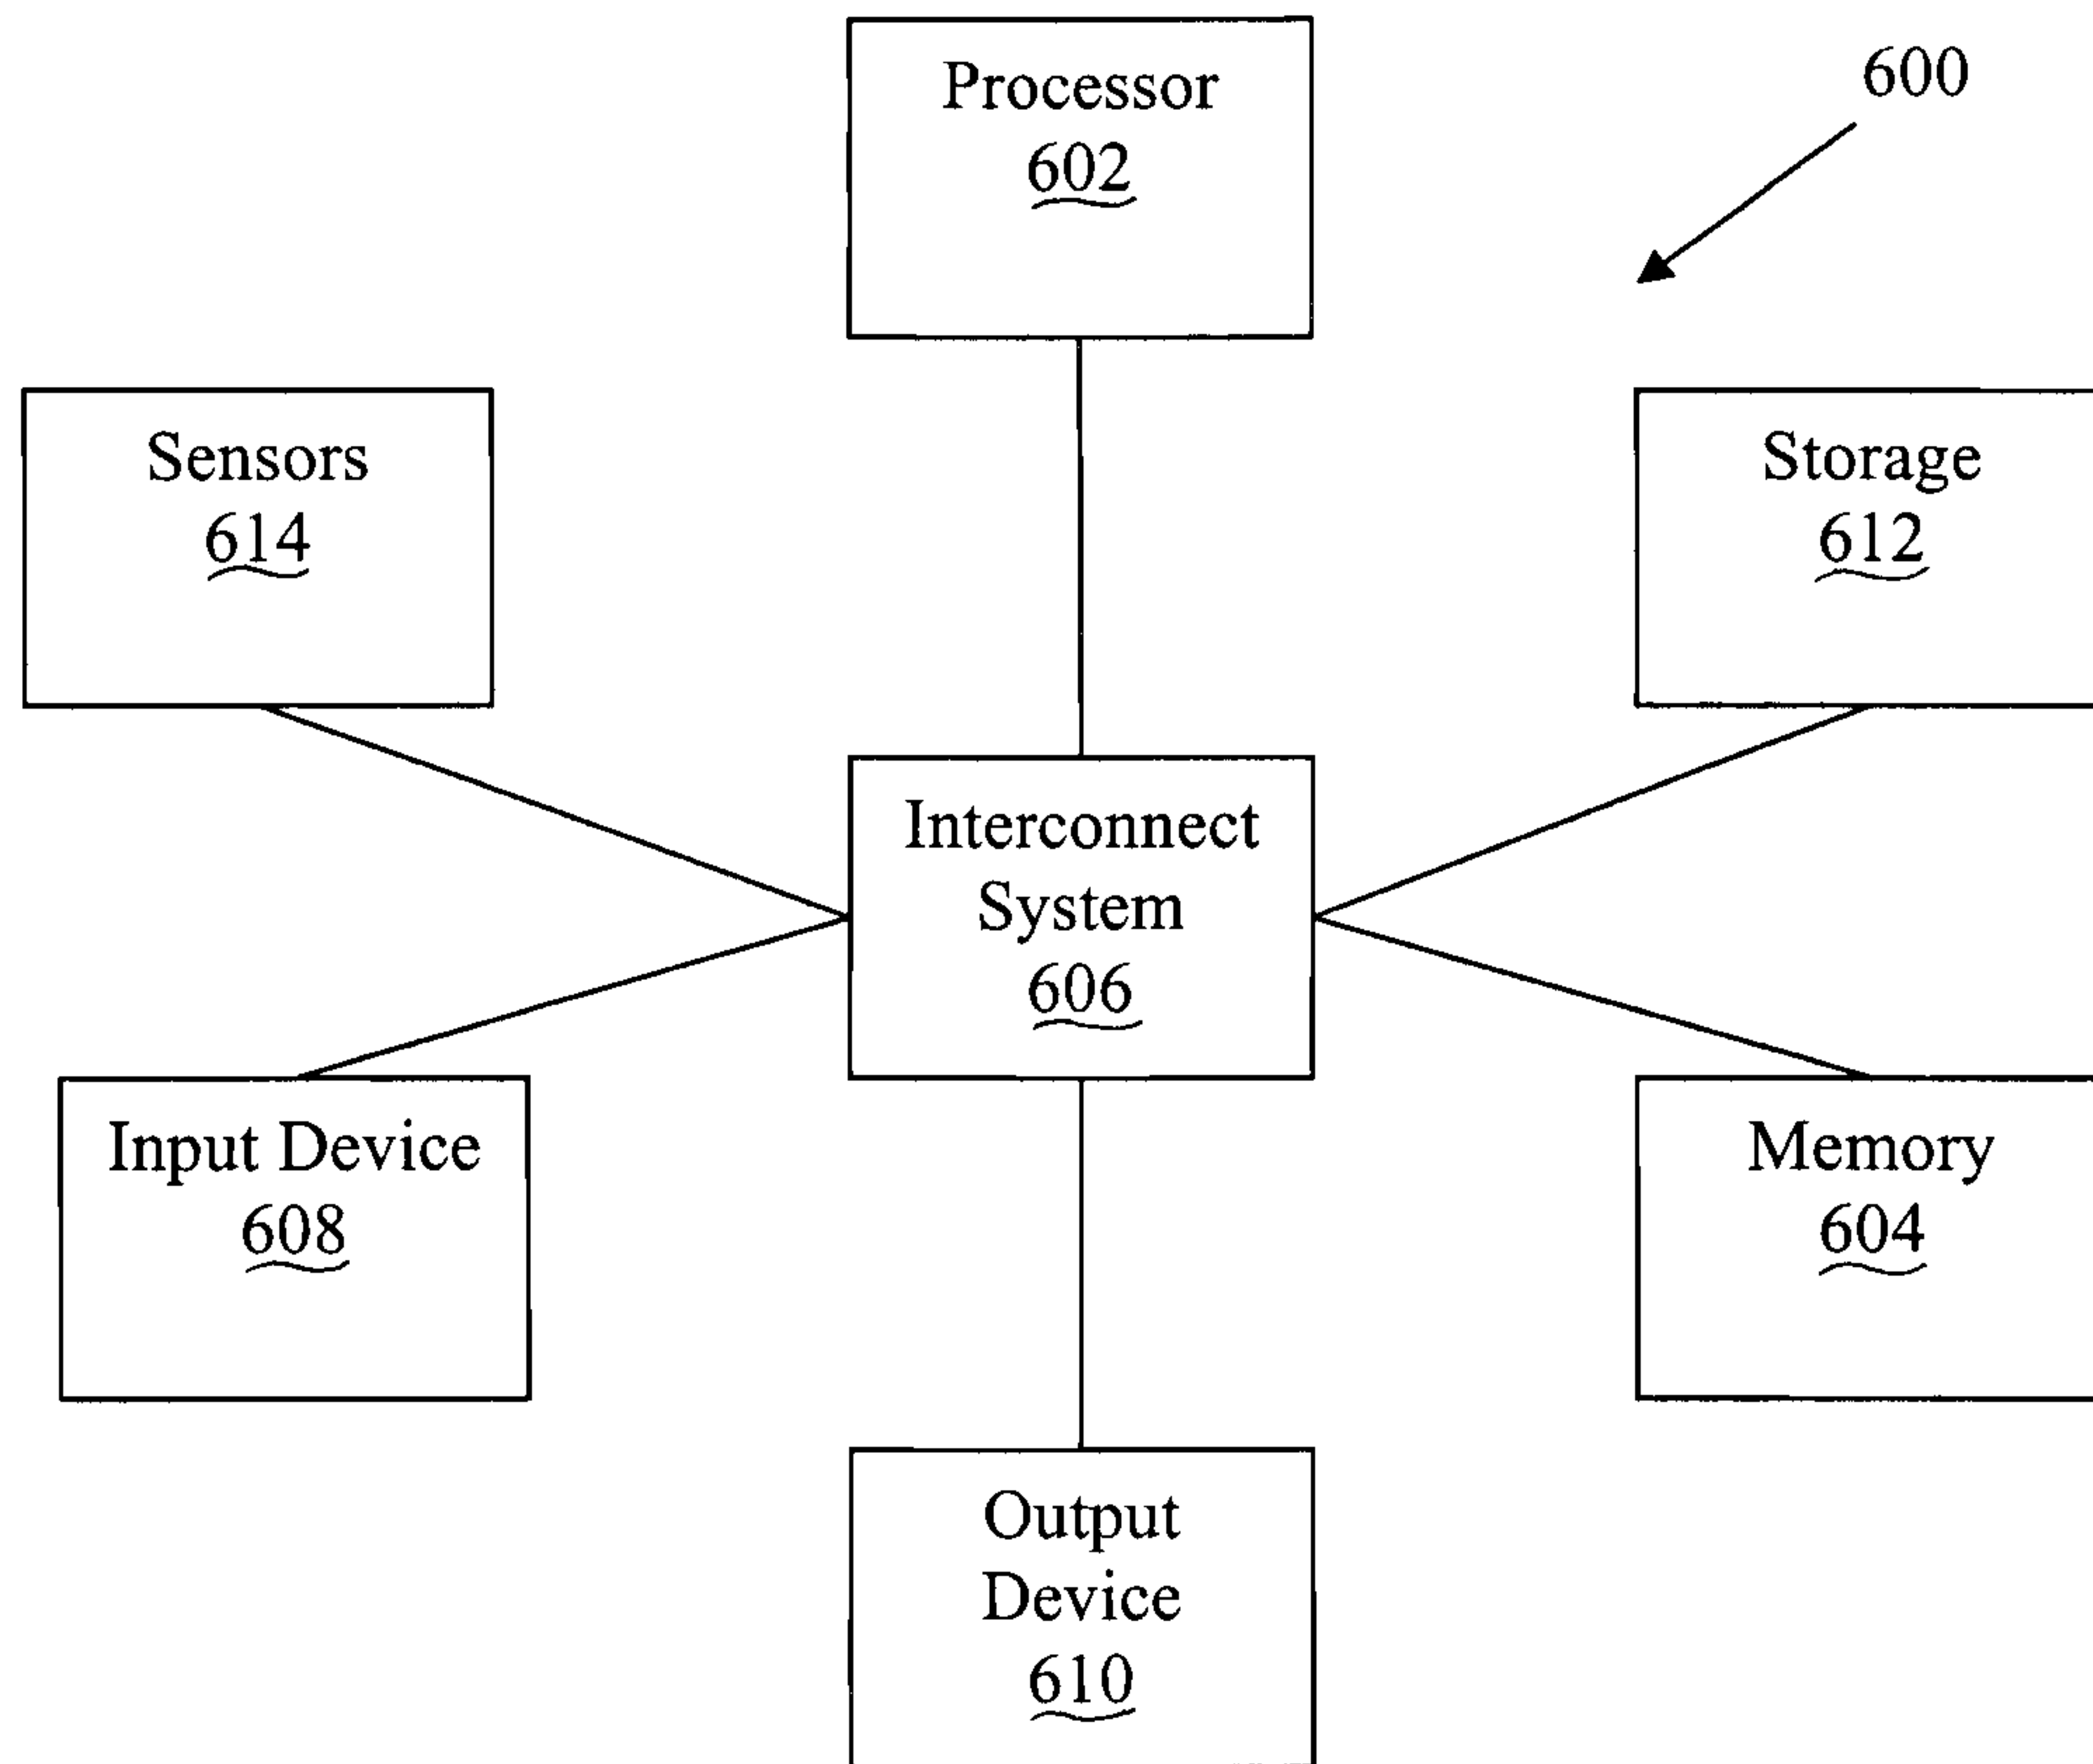 Processor
602
600
Sensors
614
Storage
612
Interconnect
System
606
Input Device
608
Memory
604
Output
Device
610